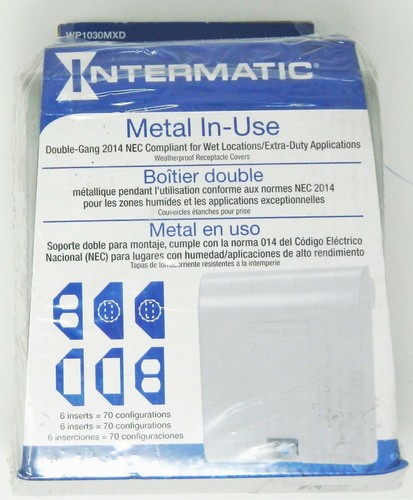 WP1030MXD
INTERMATIC®
Metal In-Use
Double-Gang 2014 NEC Compliant for Wet Locations/Extra-Duty Applications
Weatherproof Receptacle Covers
Boîtier double
métallique pendant l'utilisation conforme aux normes NEC 2014
pour les zones humides et les applications exceptionnelles
Couvercles étanches pour prise
Metal en uso
Soporte doble para montaje, cumple con la norma 014 del Código Eléctrico
Nacional (NEC) para lugares con humedad/aplicaciones de alto rendimiento
Tapas de resistentes a la intemperie
6 inserts = 70 configurations
6 inserts = 70 configurations
6 inserciones = 70 configuraciones